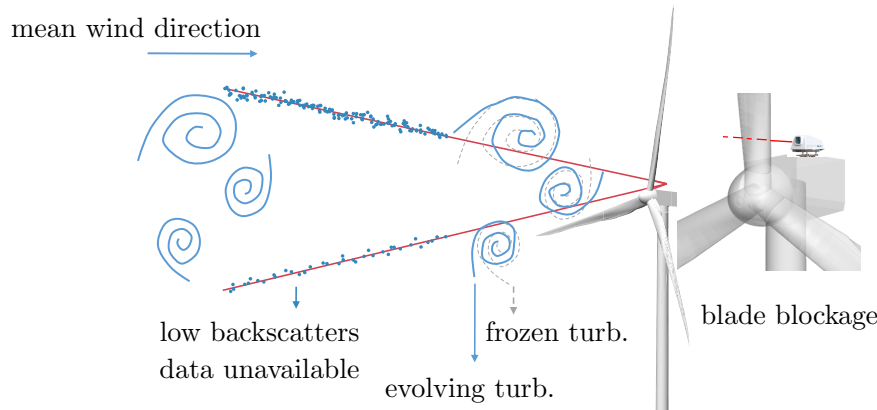 mean wind direction
low backscatters
data unavailable
frozen turb.
evolving turb.
blade blockage